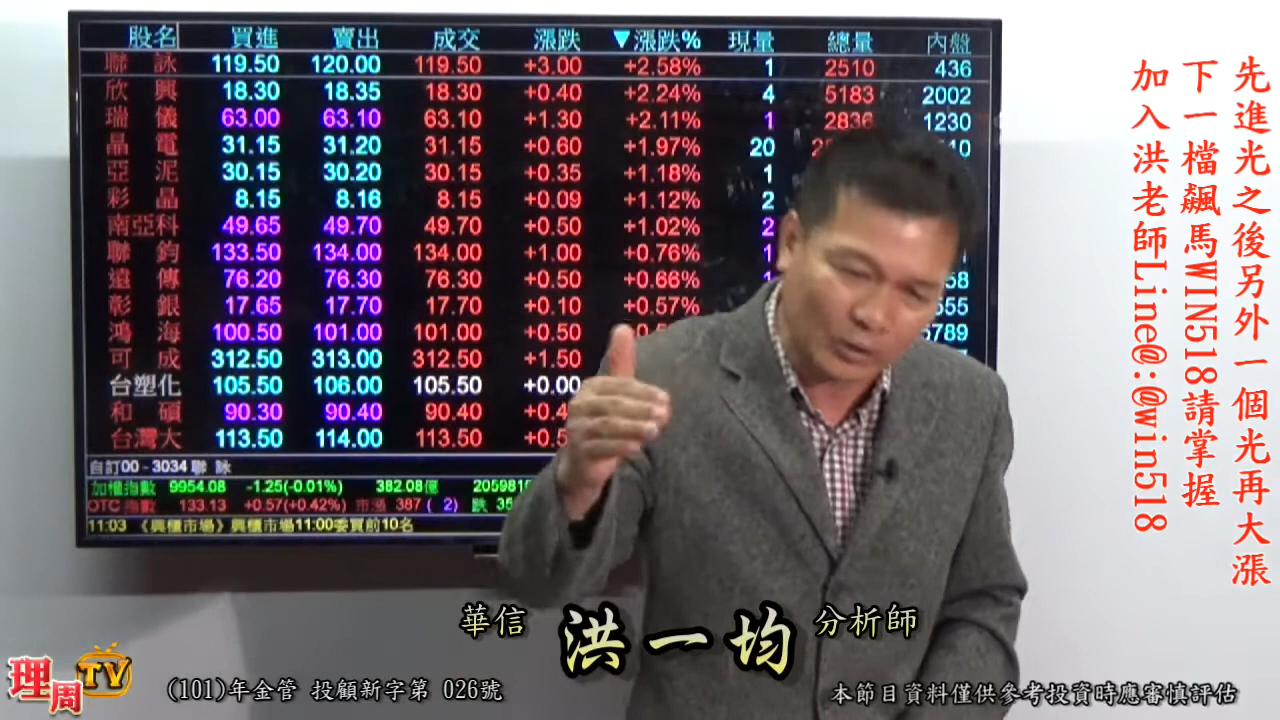 股名 買進 賣出 成交 漲跌 ▼漲跌% 現量 總量 內盤
聯詠 119.50 120.00 119.50 +3.00 +2.58% 1 2510 436
欣興 18.30 18.35 18.30 +0.40 +2.24% 4 5183 2002
瑞儀 63.00 63.10 63.10 +1.30 +2.11% 1 2836 1230
晶電 31.15 31.20 31.15 +0.60 +1.97% 20
亞泥 30.15 30.20 30.15 +0.35 +1.18% 1
彩晶 8.15 8.16 8.15 +0.09 +1.12% 2
南亞科 49.65 49.70 49.70 +0.50 +1.02% 2
聯鈞 133.50 134.00 134.00 +1.00 +0.76% 1
遠傳 76.20 76.30 76.30 +0.50 +0.66%
彰銀 17.65 17.70 17.70 +0.10 +0.57%
鴻海 100.50 101.00 101.00 +0.50
可成 312.50 313.00 312.50 +1.50
台塑化 105.50 106.00 105.50 +0.00
和碩 90.30 90.40 90.40
台灣大 113.50 114.00 113.50
自訂00 - 3034 聯詠
加權指數 9954.08 -1.25(-0.01%) 382.08億
OTC指數 133.13 +0.57(+0.42%) 市漲 387( 2) 跌
11:03 《興櫃市場》興櫃市場11:00委買前10名
先進光之後另外一個光再大漲
下一檔飆馬WIN518請掌握
加入洪老師Line@:@win518
華信 洪一均 分析師
理周TV
(101)年金管 投顧新字第 026號
本節目資料僅供參考投資時應審慎評估